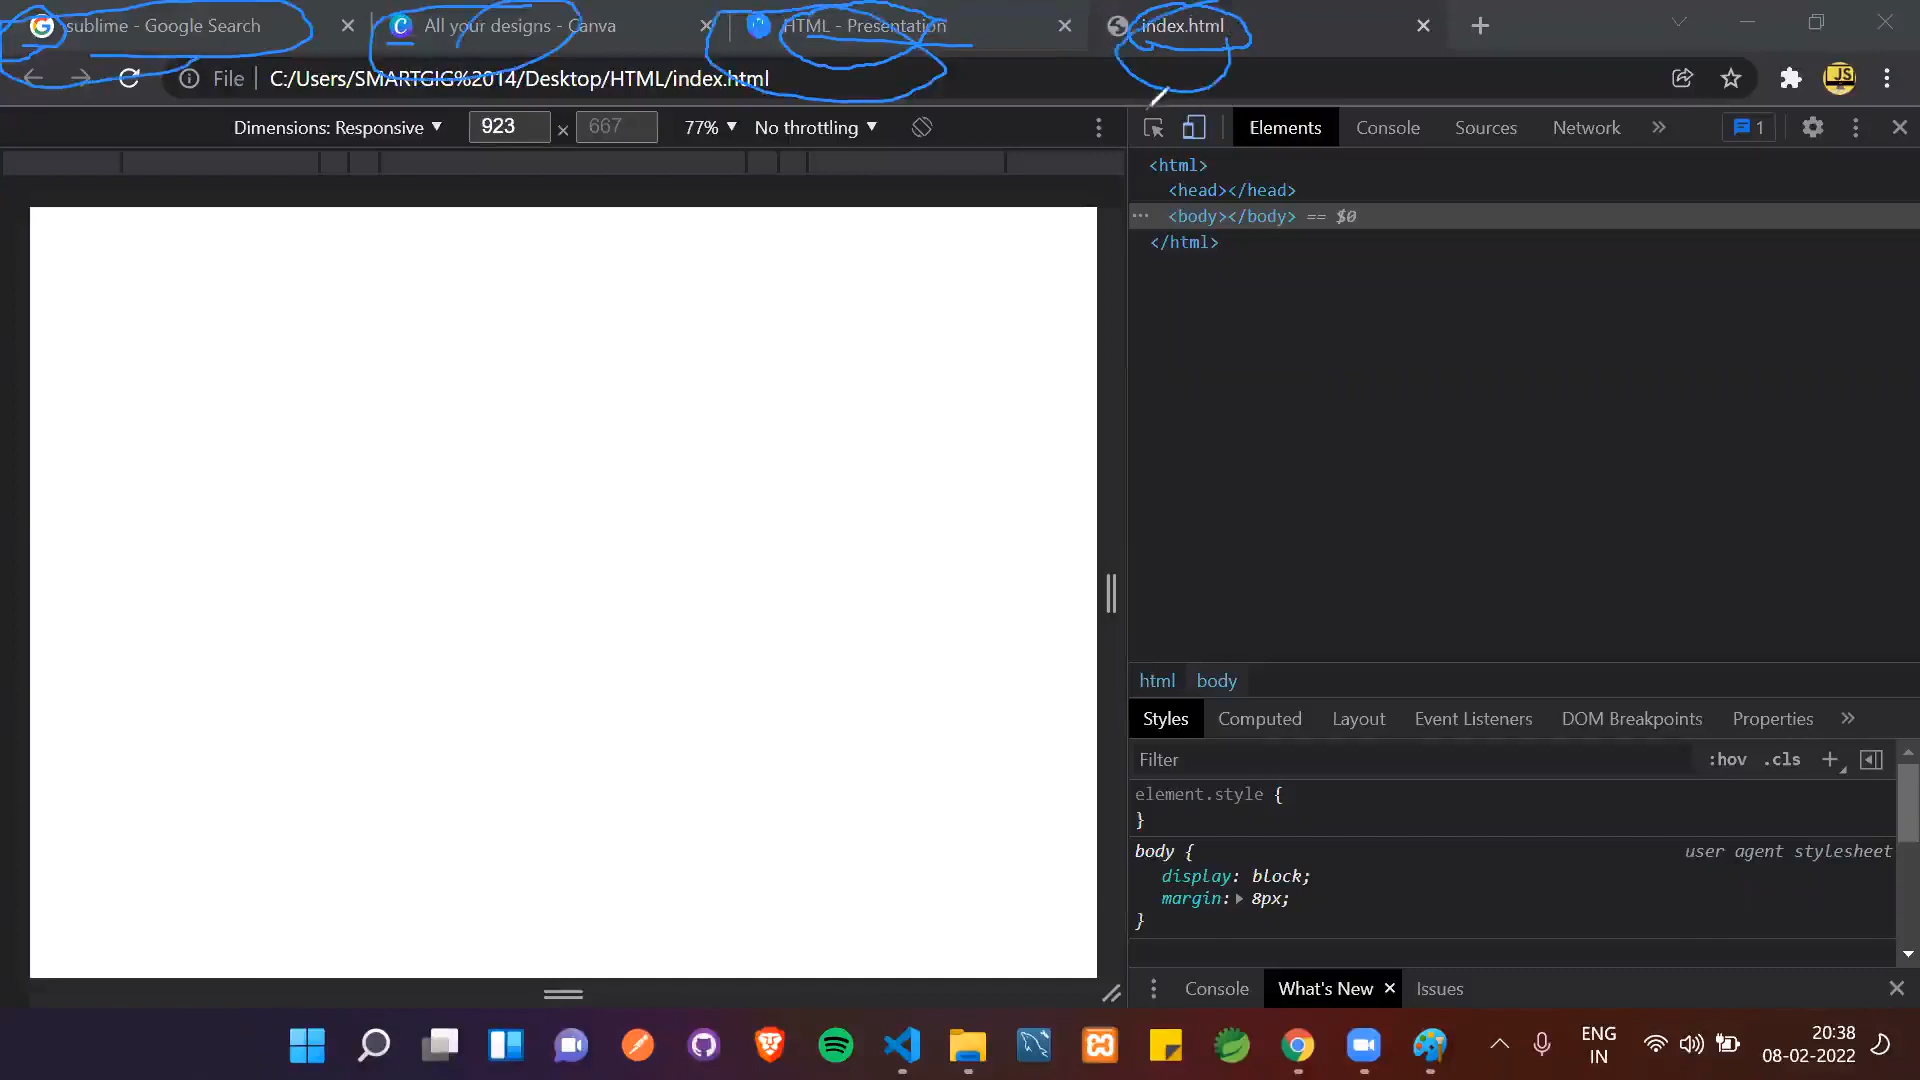 sublime - Google Search
All your designs - Canva
HTML - Presentation
index.html
File
C:/Users/SMARTGIG%2014/Desktop/HTML/index.html
Dimensions: Responsive
923
667
77%
No throttling
Elements
Console
Sources
Network
1
<html>
<head></head>
<body></body> == $0
</html>
html
body
Styles
Computed
Layout
Event Listeners
DOM Breakpoints
Properties
Filter
:hov
.cls
element.style {
}
body {
user agent stylesheet
display: block;
margin: 8px;
}
Console
What's New
Issues
JS
ENG
IN
20:38
08-02-2022